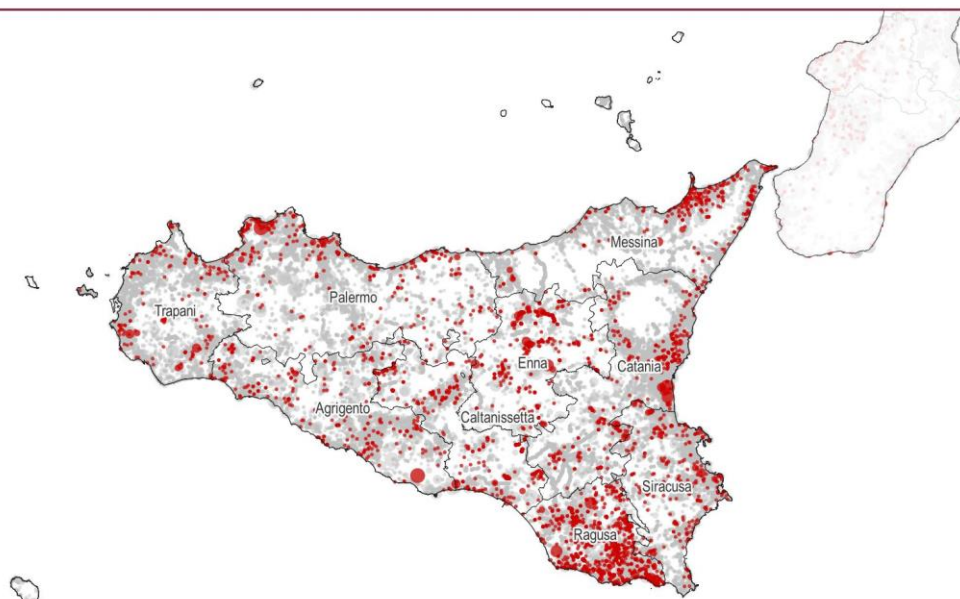 Messina
Palermo
Trapani
Enna
Catania
Agrigento
Caltanissetta
Siracusa
Ragusa